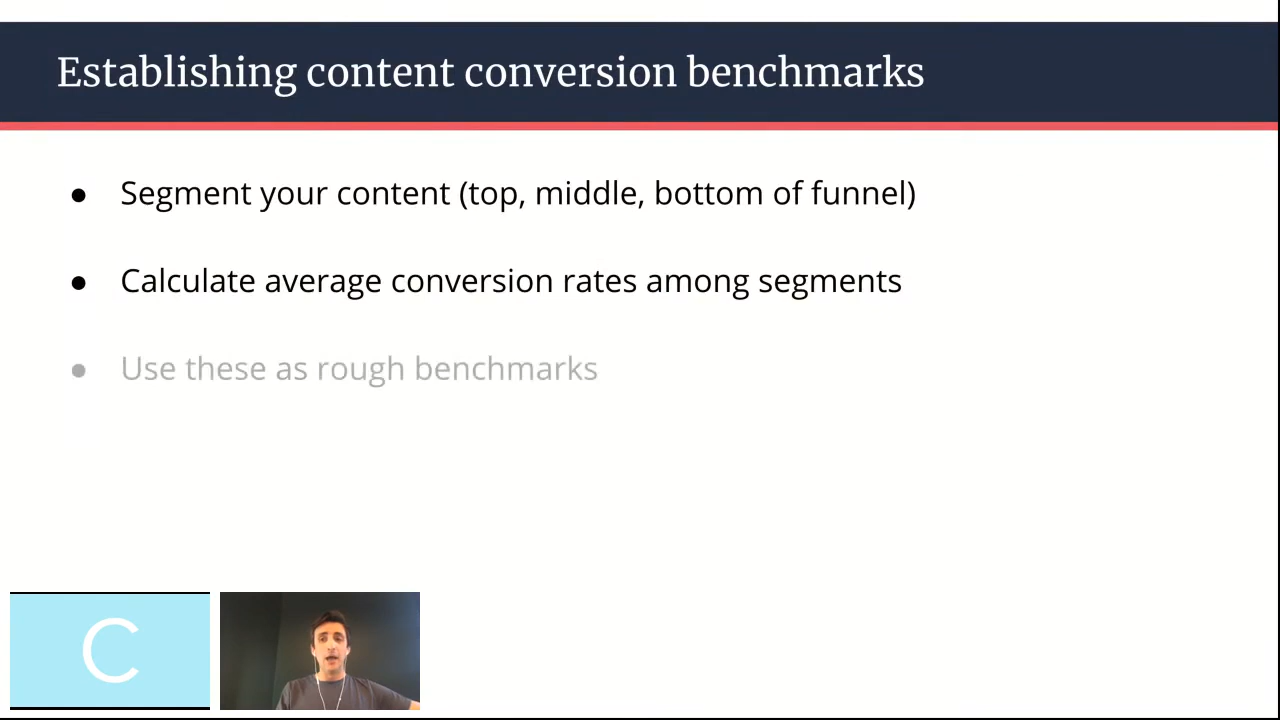 Establishing content conversion benchmarks
● Segment your content (top, middle, bottom of funnel)
● Calculate average conversion rates among segments
● Use these as rough benchmarks
C